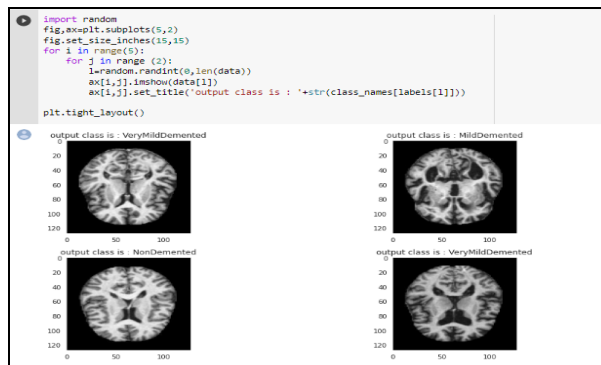 import random
fig,ax=plt.subplots(5,2)
fig.set_size_inches(15,15)
for i in range(5):
    for j in range (2):
        l=random.randint(0,len(data))
        ax[i,j].imshow(data[l])
        ax[i,j].set_title('output class is : '+str(class_names[labels[l]]))
plt.tight_layout()
output class is : VeryMildDemented
0
20
40
60
80
100
120
0 50 100
output class is : MildDemented
0
20
40
60
80
100
120
0 50 100
output class is : NonDemented
0
20
40
60
80
100
120
0 50 100
output class is : VeryMildDemented
0
20
40
60
80
100
120
0 50 100